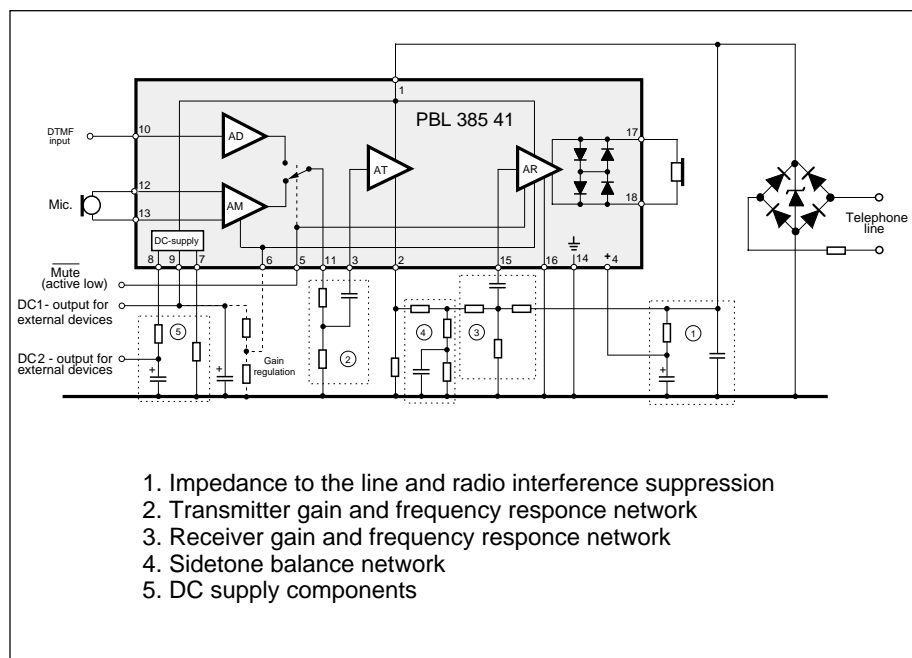 PBL 385 41
1
DTMF
input
10
AD
17
AT
AR
12
Mic.
AM
13
18
Telephone
line
DC-supply
8 9 7
6 5 11 3 2 15 16 14 +4
Mute
(active low)
DC1 - output for
external devices
5
4
3
1
2
DC2 - output for
external devices
+
+
Gain
regulation
+
1. Impedance to the line and radio interference suppression
2. Transmitter gain and frequency responce network
3. Receiver gain and frequency responce network
4. Sidetone balance network
5. DC supply components